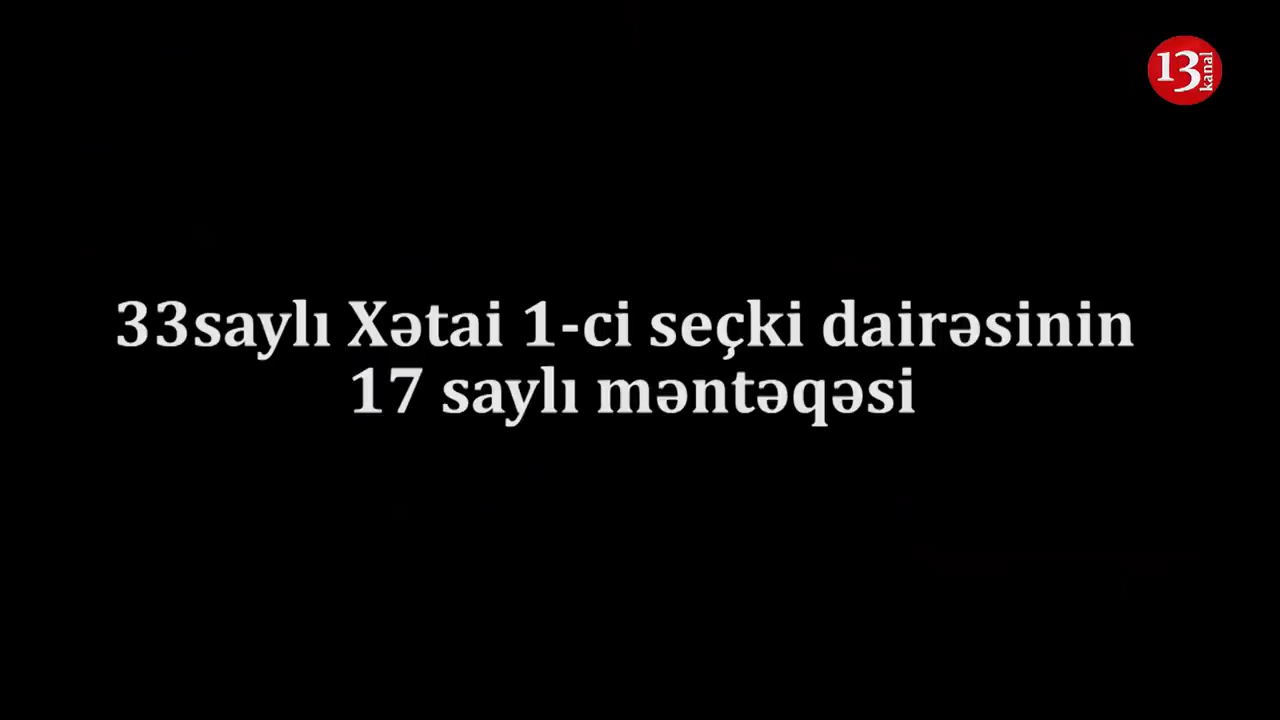 13 kanal
33saylı Xətai 1-ci seçki dairəsinin
17 saylı məntəqəsi